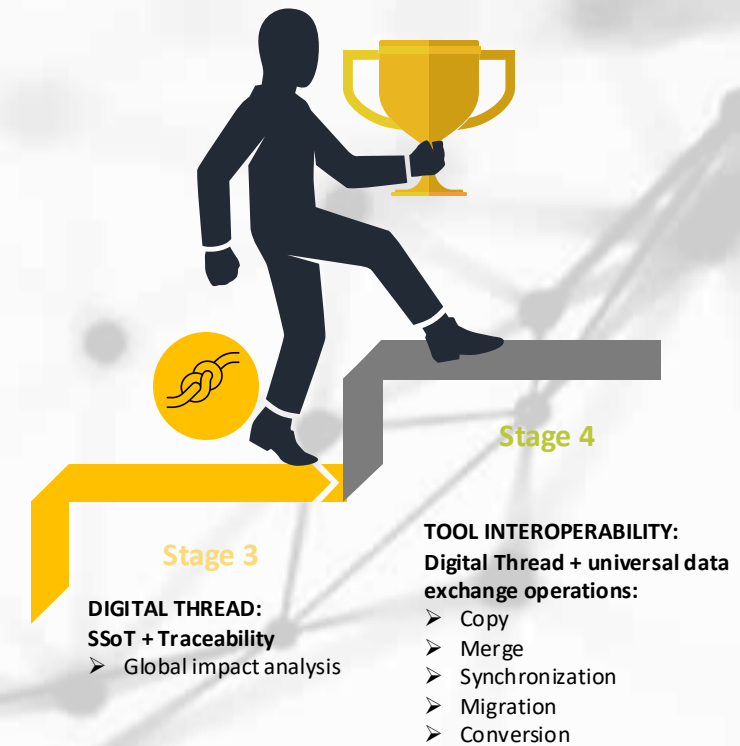 Stage 3
DIGITAL THREAD:
SSoT + Traceability
➢ Global impact analysis
Stage 4
TOOL INTEROPERABILITY:
Digital Thread + universal data
exchange operations:
➢ Copy
➢ Merge
➢ Synchronization
➢ Migration
➢ Conversion